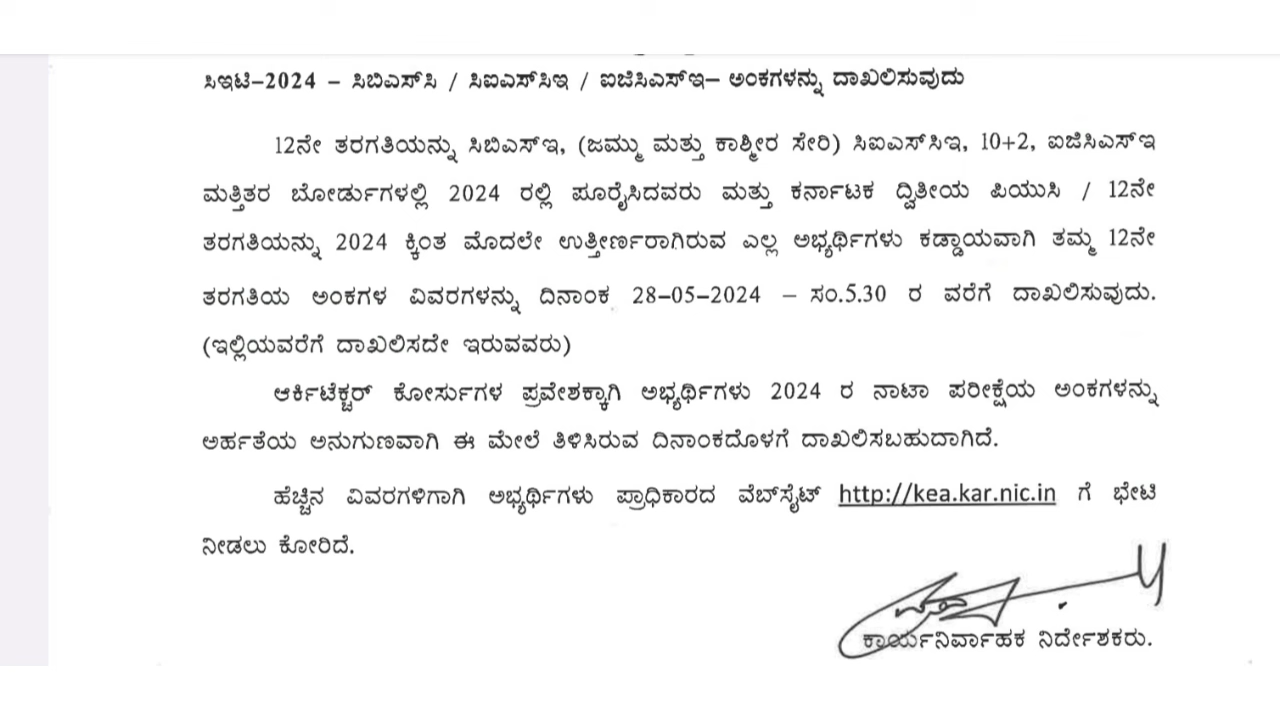 ಸಿಇಟಿ–2024 – ಸಿಬಿಎಸ್‌ಸಿ / ಸಿಐಎಸ್‌ಸಿಇ / ಐಜಿಸಿಎಸ್‌ಇ– ಅಂಕಗಳನ್ನು ದಾಖಲಿಸುವುದು
12ನೇ ತರಗತಿಯನ್ನು ಸಿಬಿಎಸ್‌ಇ, (ಜಮ್ಮು ಮತ್ತು ಕಾಶ್ಮೀರ ಸೇರಿ) ಸಿಐಎಸ್‌ಸಿಇ, 10+2, ಐಜಿಸಿಎಸ್‌ಇ
ಮತ್ತಿತರ ಬೋರ್ಡುಗಳಲ್ಲಿ 2024 ರಲ್ಲಿ ಪೂರೈಸಿದವರು ಮತ್ತು ಕರ್ನಾಟಕ ದ್ವಿತೀಯ ಪಿಯುಸಿ / 12ನೇ
ತರಗತಿಯನ್ನು 2024 ಕ್ಕಿಂತ ಮೊದಲೇ ಉತ್ತೀರ್ಣರಾಗಿರುವ ಎಲ್ಲ ಅಭ್ಯರ್ಥಿಗಳು ಕಡ್ಡಾಯವಾಗಿ ತಮ್ಮ 12ನೇ
ತರಗತಿಯ ಅಂಕಗಳ ವಿವರಗಳನ್ನು ದಿನಾಂಕ 28–05–2024 – ಸಂ.5.30 ರ ವರೆಗೆ ದಾಖಲಿಸುವುದು.
(ಇಲ್ಲಿಯವರೆಗೆ ದಾಖಲಿಸದೇ ಇರುವವರು)
ಆರ್ಕಿಟೆಕ್ಚರ್ ಕೋರ್ಸುಗಳ ಪ್ರವೇಶಕ್ಕಾಗಿ ಅಭ್ಯರ್ಥಿಗಳು 2024 ರ ನಾಟಾ ಪರೀಕ್ಷೆಯ ಅಂಕಗಳನ್ನು
ಅರ್ಹತೆಯ ಅನುಗುಣವಾಗಿ ಈ ಮೇಲೆ ತಿಳಿಸಿರುವ ದಿನಾಂಕದೊಳಗೆ ದಾಖಲಿಸಬಹುದಾಗಿದೆ.
ಹೆಚ್ಚಿನ ವಿವರಗಳಿಗಾಗಿ ಅಭ್ಯರ್ಥಿಗಳು ಪ್ರಾಧಿಕಾರದ ವೆಬ್‌ಸೈಟ್ http://kea.kar.nic.in ಗೆ ಭೇಟಿ
ನೀಡಲು ಕೋರಿದೆ.
ಕಾರ್ಯನಿರ್ವಾಹಕ ನಿರ್ದೇಶಕರು.